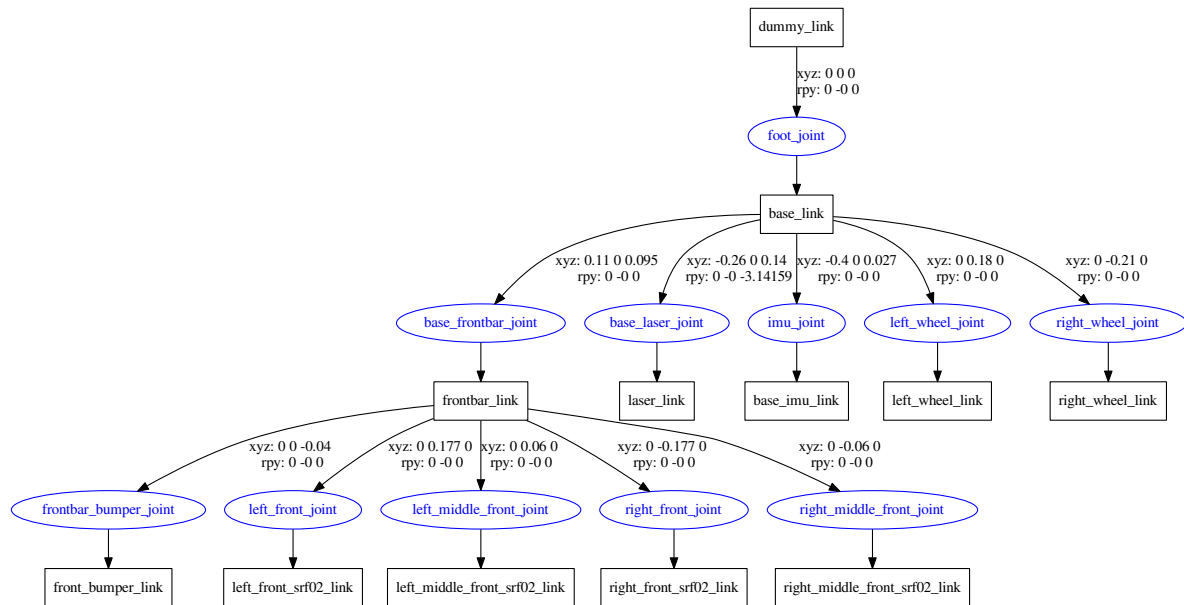 dummy_link
xyz: 0 0 0
rpy: 0 -0 0
foot_joint
base_link
xyz: 0.11 0 0.095
rpy: 0 -0 0
xyz: -0.26 0 0.14
rpy: 0 -0 -3.14159
xyz: -0.4 0 0.027
rpy: 0 -0 0
xyz: 0 0.18 0
rpy: 0 -0 0
xyz: 0 -0.21 0
rpy: 0 -0 0
base_frontbar_joint
base_laser_joint
imu_joint
left_wheel_joint
right_wheel_joint
frontbar_link
laser_link
base_imu_link
left_wheel_link
right_wheel_link
xyz: 0 0 -0.04
rpy: 0 -0 0
xyz: 0 0.177 0
rpy: 0 -0 0
xyz: 0 0.06 0
rpy: 0 -0 0
xyz: 0 -0.177 0
rpy: 0 -0 0
xyz: 0 -0.06 0
rpy: 0 -0 0
frontbar_bumper_joint
left_front_joint
left_middle_front_joint
right_front_joint
right_middle_front_joint
front_bumper_link
left_front_srf02_link
left_middle_front_srf02_link
right_front_srf02_link
right_middle_front_srf02_link